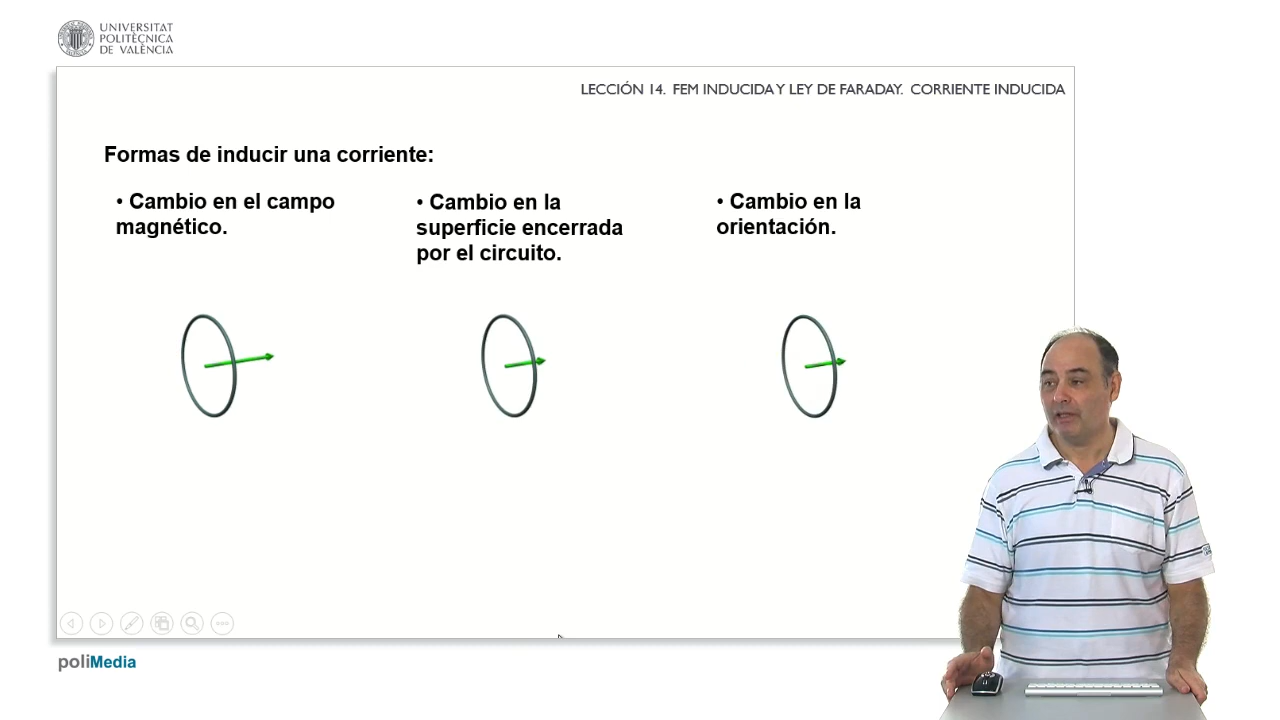 UNIVERSITAT
POLITÈCNICA
DE VALÈNCIA
LECCIÓN 14. FEM INDUCIDA Y LEY DE FARADAY. CORRIENTE INDUCIDA
Formas de inducir una corriente:
• Cambio en el campo
magnético.
• Cambio en la
superficie encerrada
por el circuito.
• Cambio en la
orientación.
poliMedia